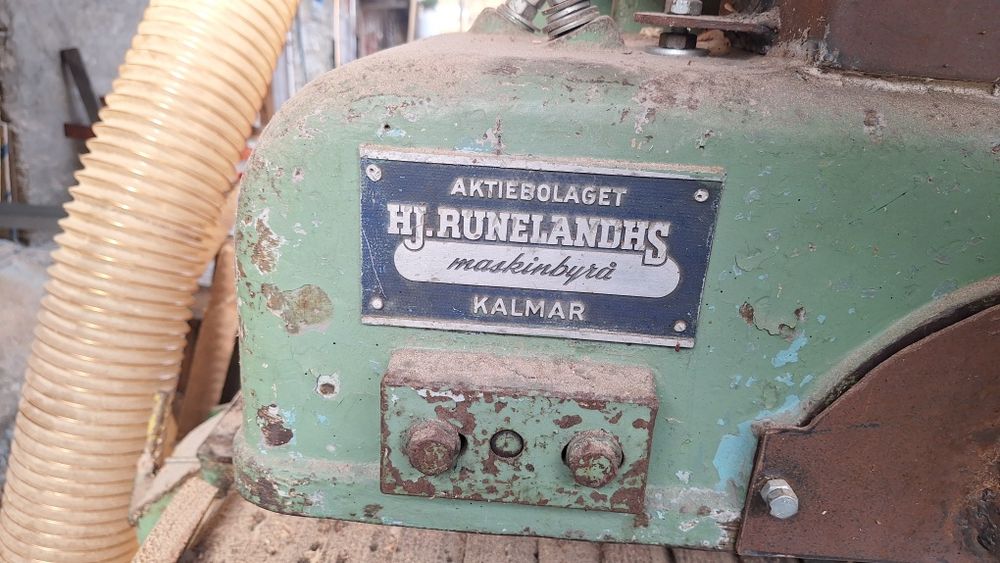 AKTIEBOLAGET
HJ. RUNELANDHS
maskinbyrå
KALMAR